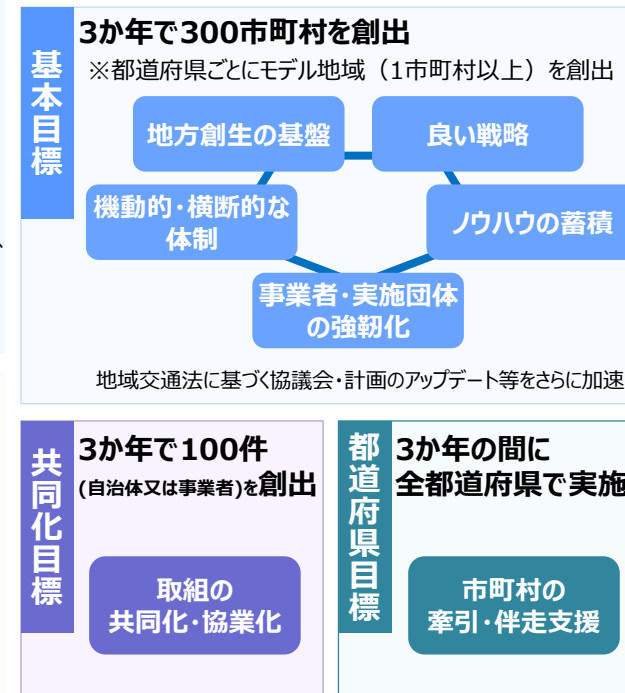 基本目標
3か年で300市町村を創出
※都道府県ごとにモデル地域（1市町村以上）を創出
地方創生の基盤
良い戦略
機動的・横断的な
体制
ノウハウの蓄積
事業者・実施団体
の強靭化
地域交通法に基づく協議会・計画のアップデート等をさらに加速
共同化目標
3か年で100件
(自治体又は事業者)を創出
取組の
共同化・協業化
都道府県目標
3か年の間に
全都道府県で実施
市町村の
牽引・伴走支援